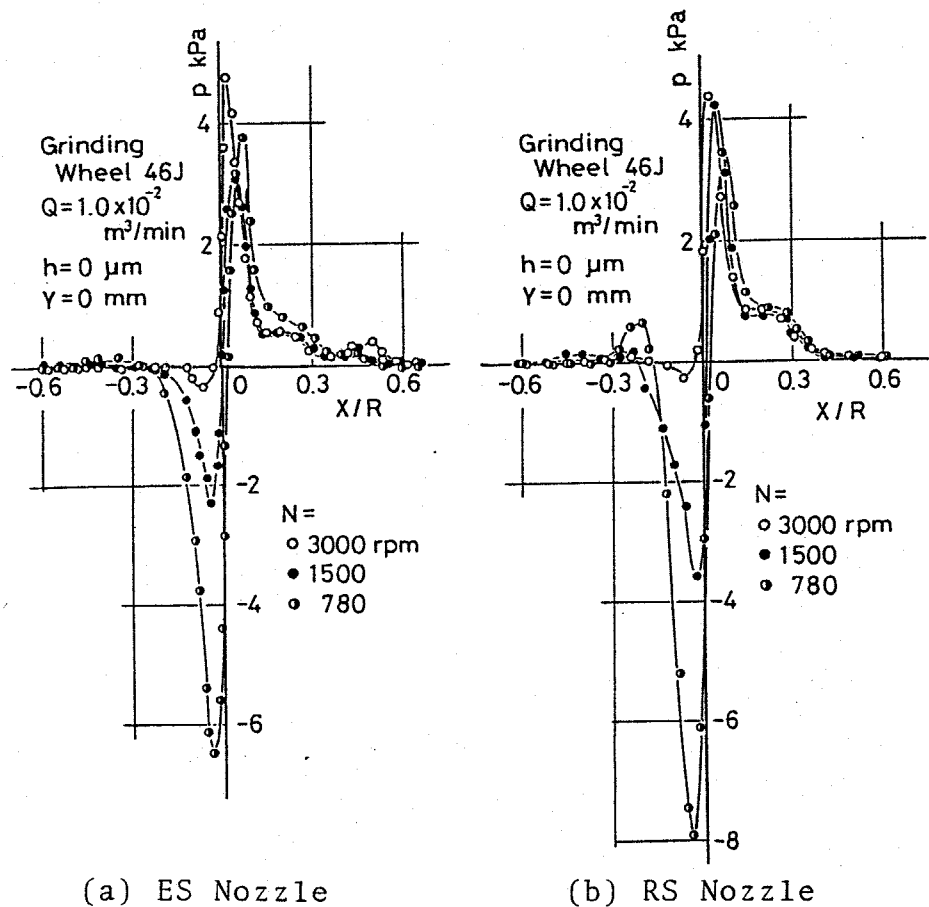 p kPa
4
2
-2
-4
-6
Grinding
Wheel 46J
Q=1.0x10⁻²
m³/min
h=0 µm
Y=0 mm
-0.6
-0.3
0
0.3
0.6
X/R
N=
3000 rpm
1500
780
(a) ES Nozzle
p kPa
4
2
-2
-4
-6
-8
Grinding
Wheel 46J
Q=1.0x10⁻²
m³/min
h=0 µm
Y=0 mm
-0.6
-0.3
0
0.3
0.6
X/R
N=
3000 rpm
1500
780
(b) RS Nozzle